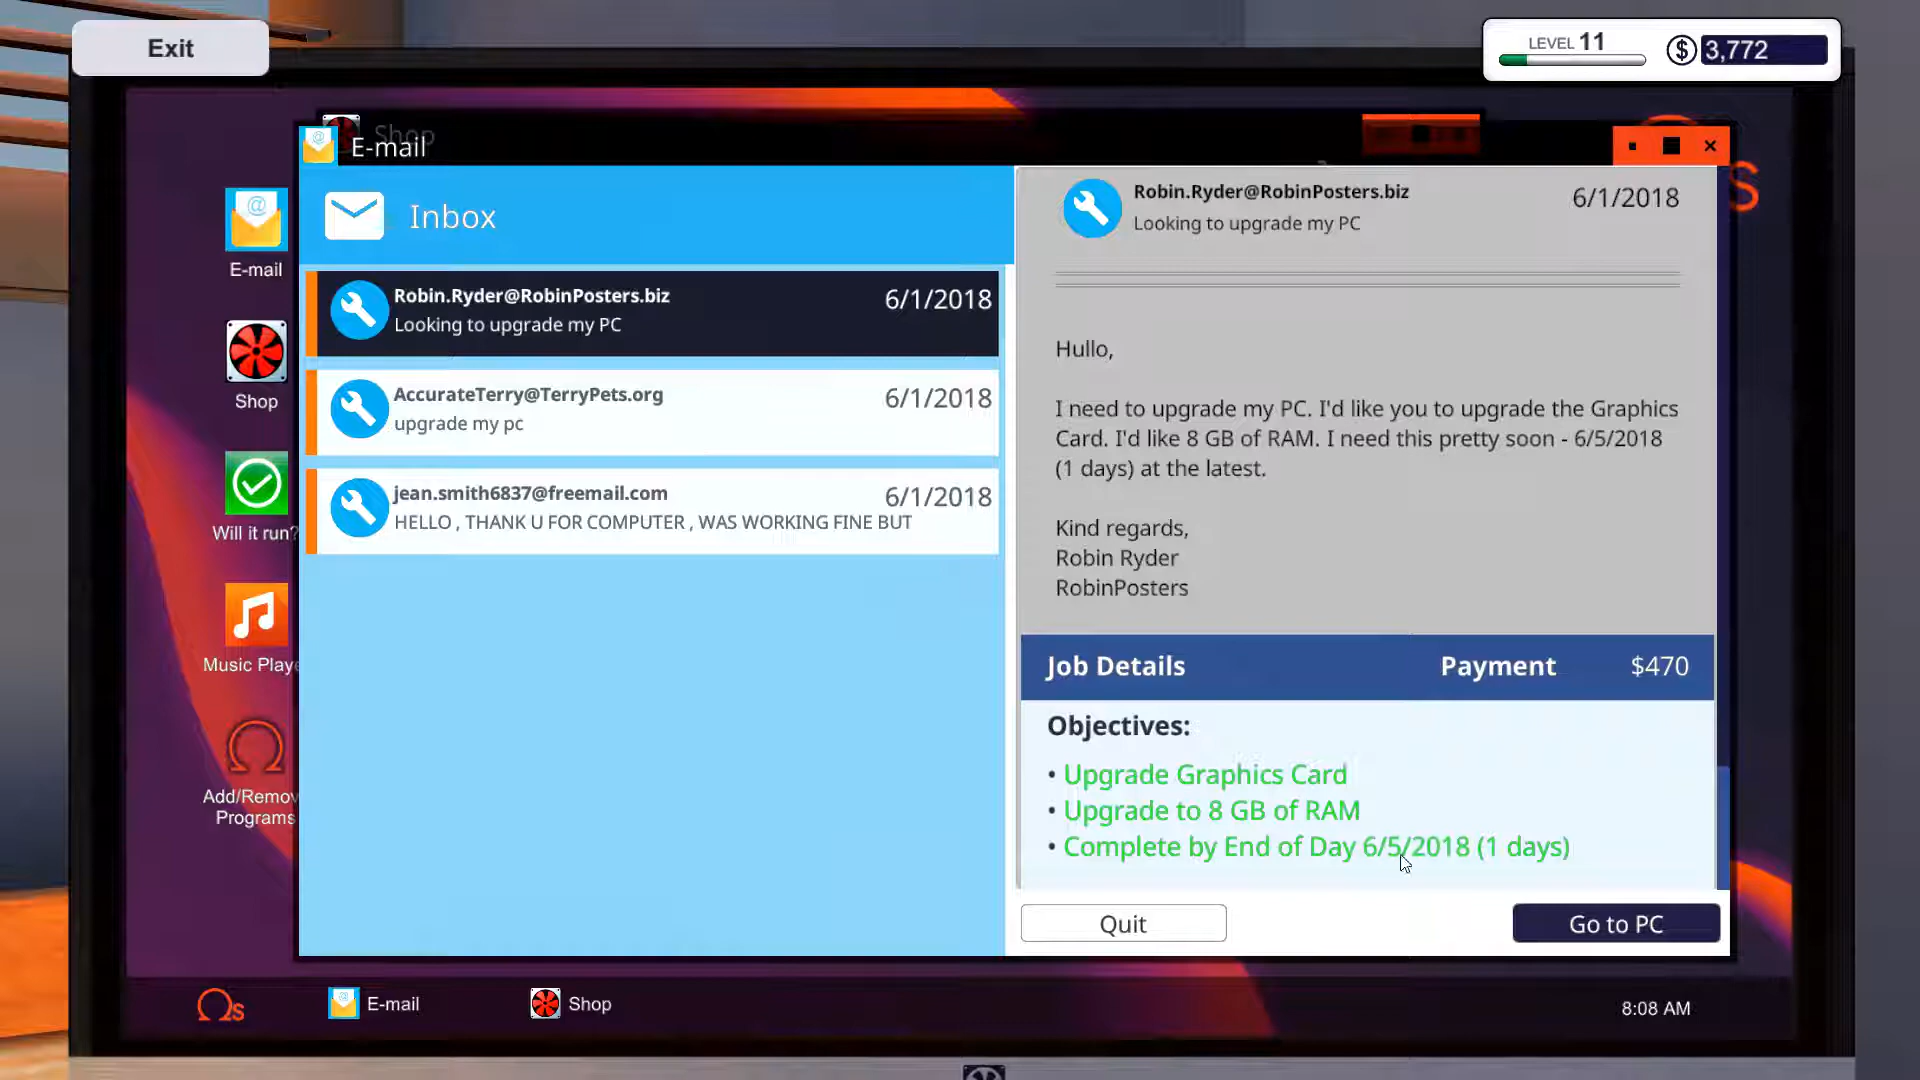 Exit
LEVEL 11
$ 3,772
Shop
E-mail
E-mail
Shop
Will it run?
Music Playe
Add/Remov
Programs
Inbox
Robin.Ryder@RobinPosters.biz 6/1/2018
Looking to upgrade my PC
AccurateTerry@TerryPets.org 6/1/2018
upgrade my pc
jean.smith6837@freemail.com 6/1/2018
HELLO , THANK U FOR COMPUTER , WAS WORKING FINE BUT
Robin.Ryder@RobinPosters.biz 6/1/2018
Looking to upgrade my PC
Hullo,
I need to upgrade my PC. I'd like you to upgrade the Graphics
Card. I'd like 8 GB of RAM. I need this pretty soon - 6/5/2018
(1 days) at the latest.
Kind regards,
Robin Ryder
RobinPosters
Job Details Payment $470
Objectives:
• Upgrade Graphics Card
• Upgrade to 8 GB of RAM
• Complete by End of Day 6/5/2018 (1 days)
Quit Go to PC
Ωs E-mail Shop 8:08 AM